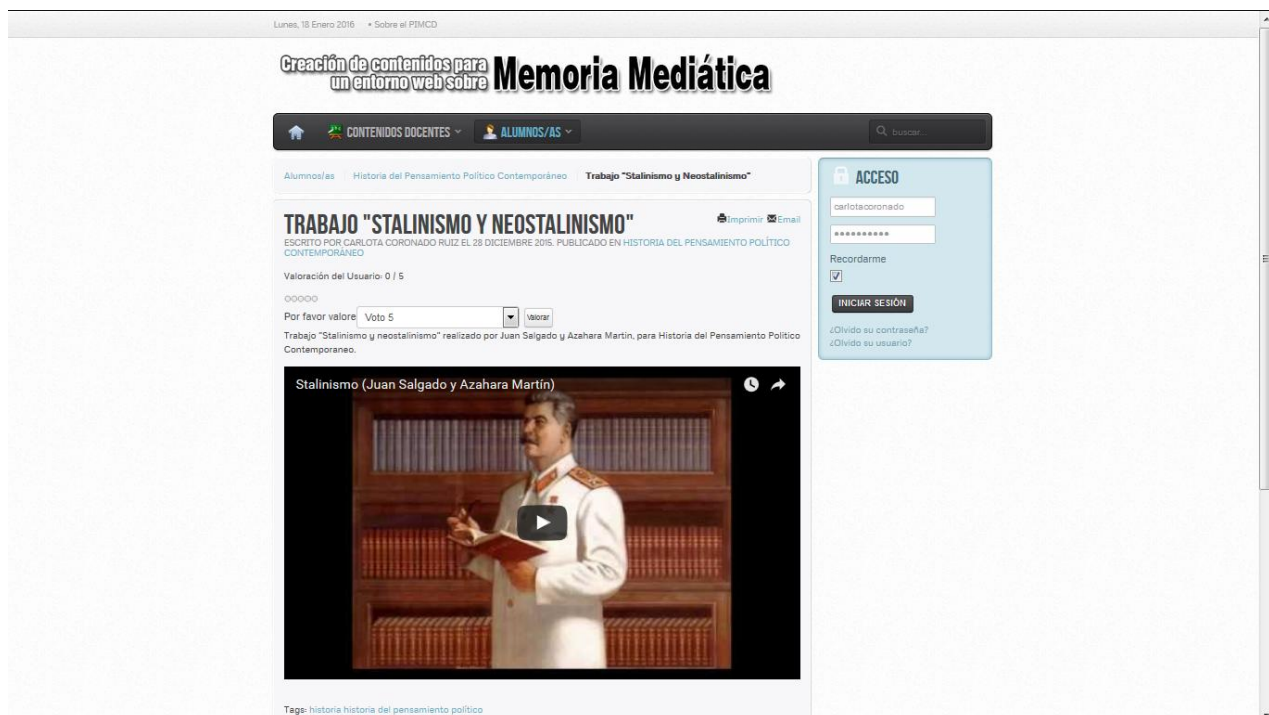 Lunes, 18 Enero 2016 • Sobre el PIMCD
Creación de contenidos para
un entorno web sobre Memoria Mediática
CONTENIDOS DOCENTES ALUMNOS/AS buscar...
Alumnos/as Historia del Pensamiento Político Contemporáneo Trabajo "Stalinismo y Neostalinismo"
TRABAJO "STALINISMO Y NEOSTALINISMO"
Imprimir Email
ESCRITO POR CARLOTA CORONADO RUIZ EL 28 DICIEMBRE 2015. PUBLICADO EN HISTORIA DEL PENSAMIENTO POLÍTICO
CONTEMPORÁNEO
Valoración del Usuario: 0 / 5
Por favor valore Voto 5 Valorar
Trabajo "Stalinismo y neostalinismo" realizado por Juan Salgado y Azahara Martin, para Historia del Pensamiento Politico
Contemporaneo.
Stalinismo (Juan Salgado y Azahara Martín)
Tags: historia historia del pensamiento político
ACCESO
carlotacoronado
••••••••••
Recordarme
INICIAR SESIÓN
¿Olvido su contraseña?
¿Olvido su usuario?